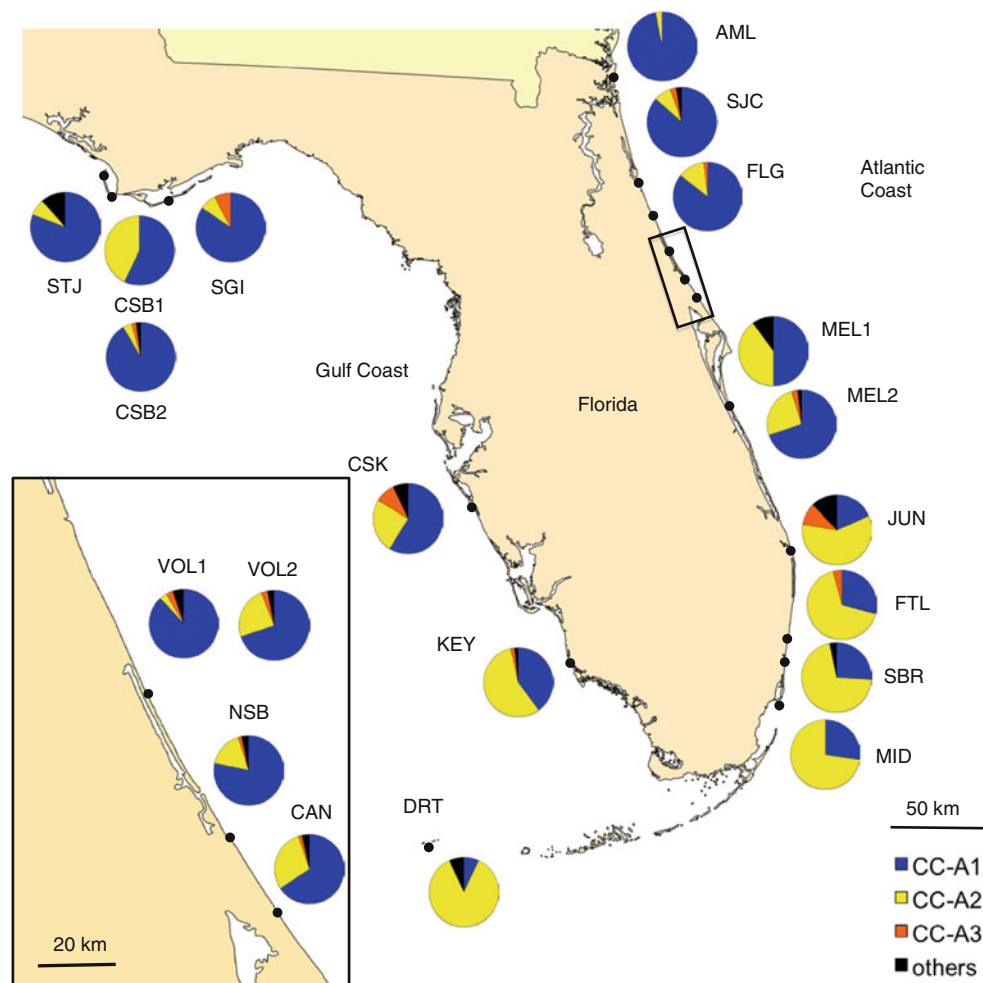 AML
SJC
FLG
Atlantic
Coast
STJ
CSB1
SGI
CSB2
Gulf Coast
Florida
MEL1
MEL2
CSK
JUN
FTL
KEY
SBR
MID
DRT
VOL1
VOL2
NSB
CAN
20 km
50 km
CC-A1
CC-A2
CC-A3
others